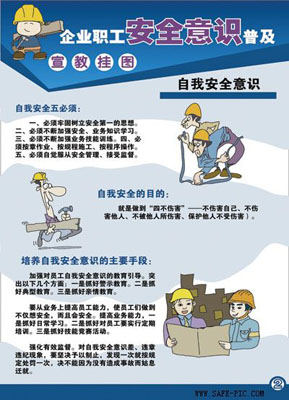 企业职工安全意识普及
宣教挂图
自我安全意识
自我安全五必须：
一、必须牢固树立安全第一的思想。
二、必须不断加强安全、业务知识学习。
三、必须不断加强业务技能训练。四、必
须按章作业、按规程施工、按程序操作。
五、必须自觉服从安全管理、接受监督。
自我安全的目的：
就是做到“四不伤害”——不伤害自己、不伤
害他人、不被他人所伤害、保护他人不受伤害）。
培养自我安全意识的主要手段：
加强对员工自我安全意识的教育引导。突
出以下几个方面：一是抓好警示教育。二是抓
好典型教育。三是抓好亲情教育。
要从业务上提高员工能力，使员工们做到
不仅想安全，而且会安全。提高业务能力，一
是抓好日常学习。二是抓好对员工要实行定期
培训。三是抓好技能竞赛活动。
强化有效监督。对自我安全意识差、违章
违纪现象，要坚决予以制止，发现一次就按规
定处罚一次，决不能因为没有造成事故而姑息
迁就。
2
WWW.SAFE-PIC.COM